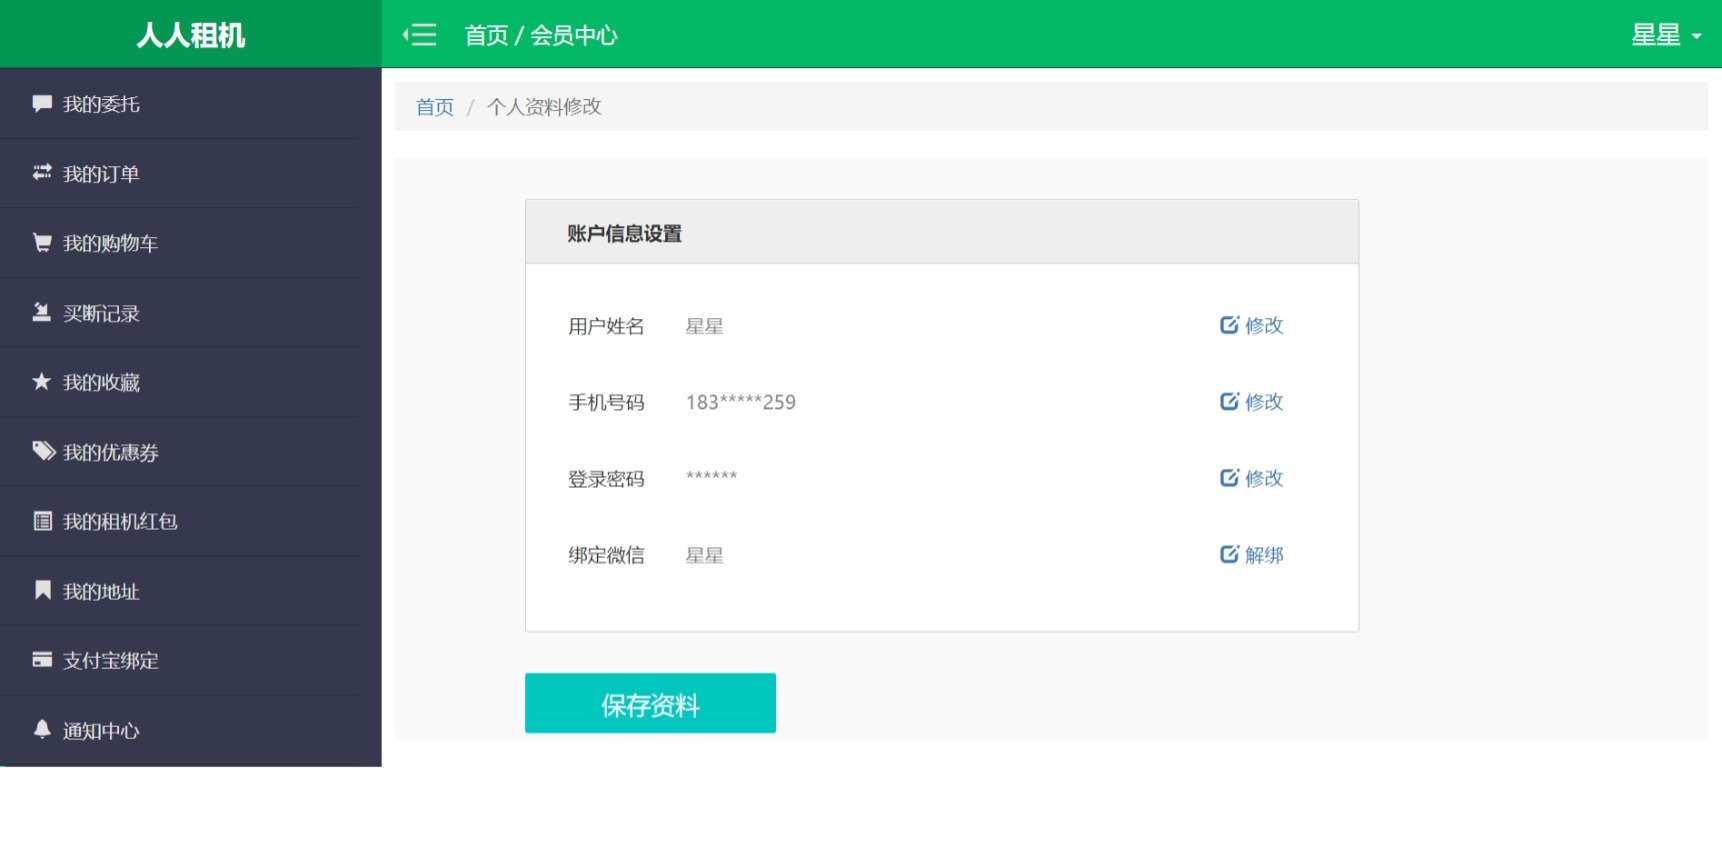 人人租机
首页 / 会员中心
星星
我的委托
我的订单
我的购物车
买断记录
我的收藏
我的优惠券
我的租机红包
我的地址
支付宝绑定
通知中心
首页 / 个人资料修改
账户信息设置
用户姓名 星星 修改
手机号码 183*****259 修改
登录密码 ****** 修改
绑定微信 星星 解绑
保存资料